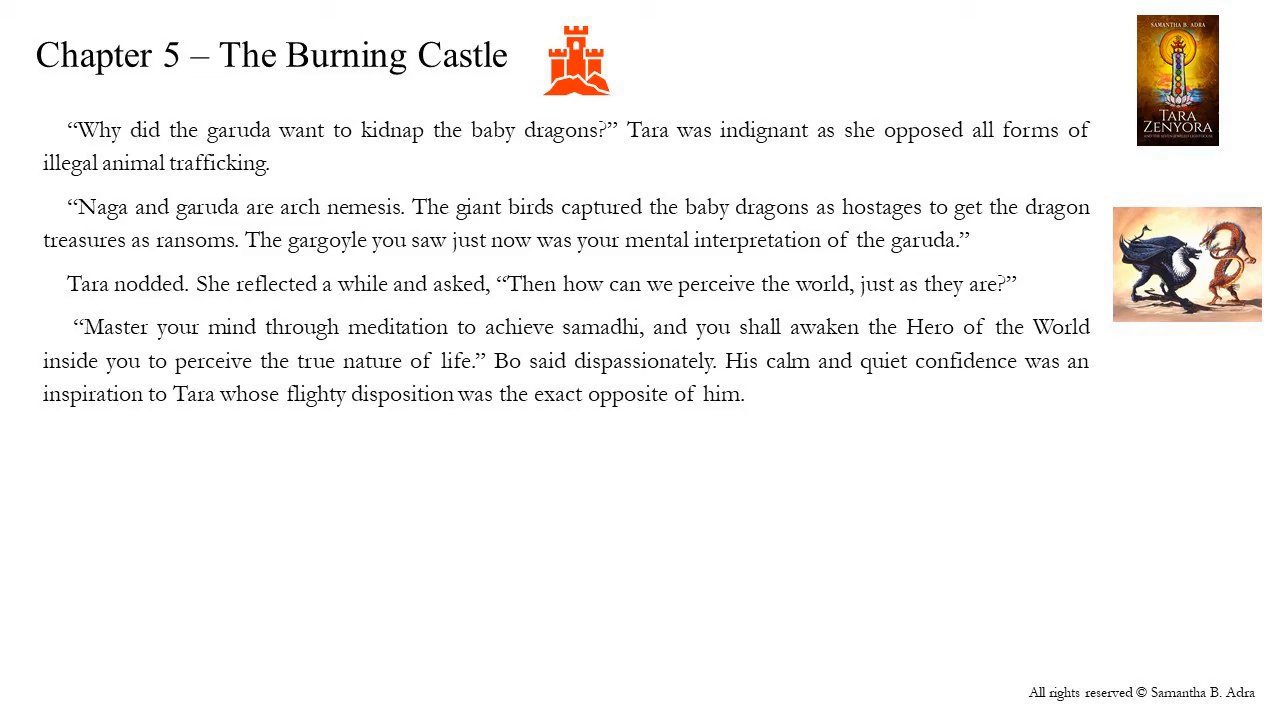 Chapter 5 – The Burning Castle
SAMANTHA B. ADRA
TARA
ZENYORA
“Why did the garuda want to kidnap the baby dragons?” Tara was indignant as she opposed all forms of
illegal animal trafficking.
“Naga and garuda are arch nemesis. The giant birds captured the baby dragons as hostages to get the dragon
treasures as ransoms. The gargoyle you saw just now was your mental interpretation of the garuda.”
Tara nodded. She reflected a while and asked, “Then how can we perceive the world, just as they are?”
“Master your mind through meditation to achieve samadhi, and you shall awaken the Hero of the World
inside you to perceive the true nature of life.” Bo said dispassionately. His calm and quiet confidence was an
inspiration to Tara whose flighty disposition was the exact opposite of him.
All rights reserved © Samantha B. Adra